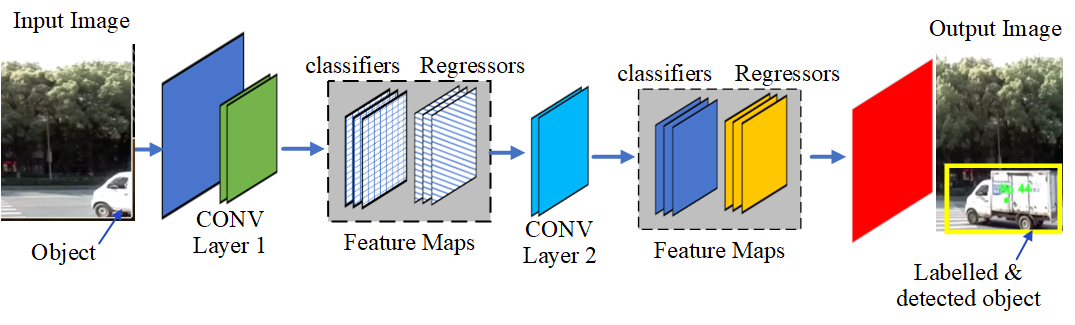 Input Image
Output Image
classifiers Regressors
classifiers Regressors
CONV
Layer 1
Object
Feature Maps
CONV
Layer 2
Feature Maps
44
Labelled &
detected object